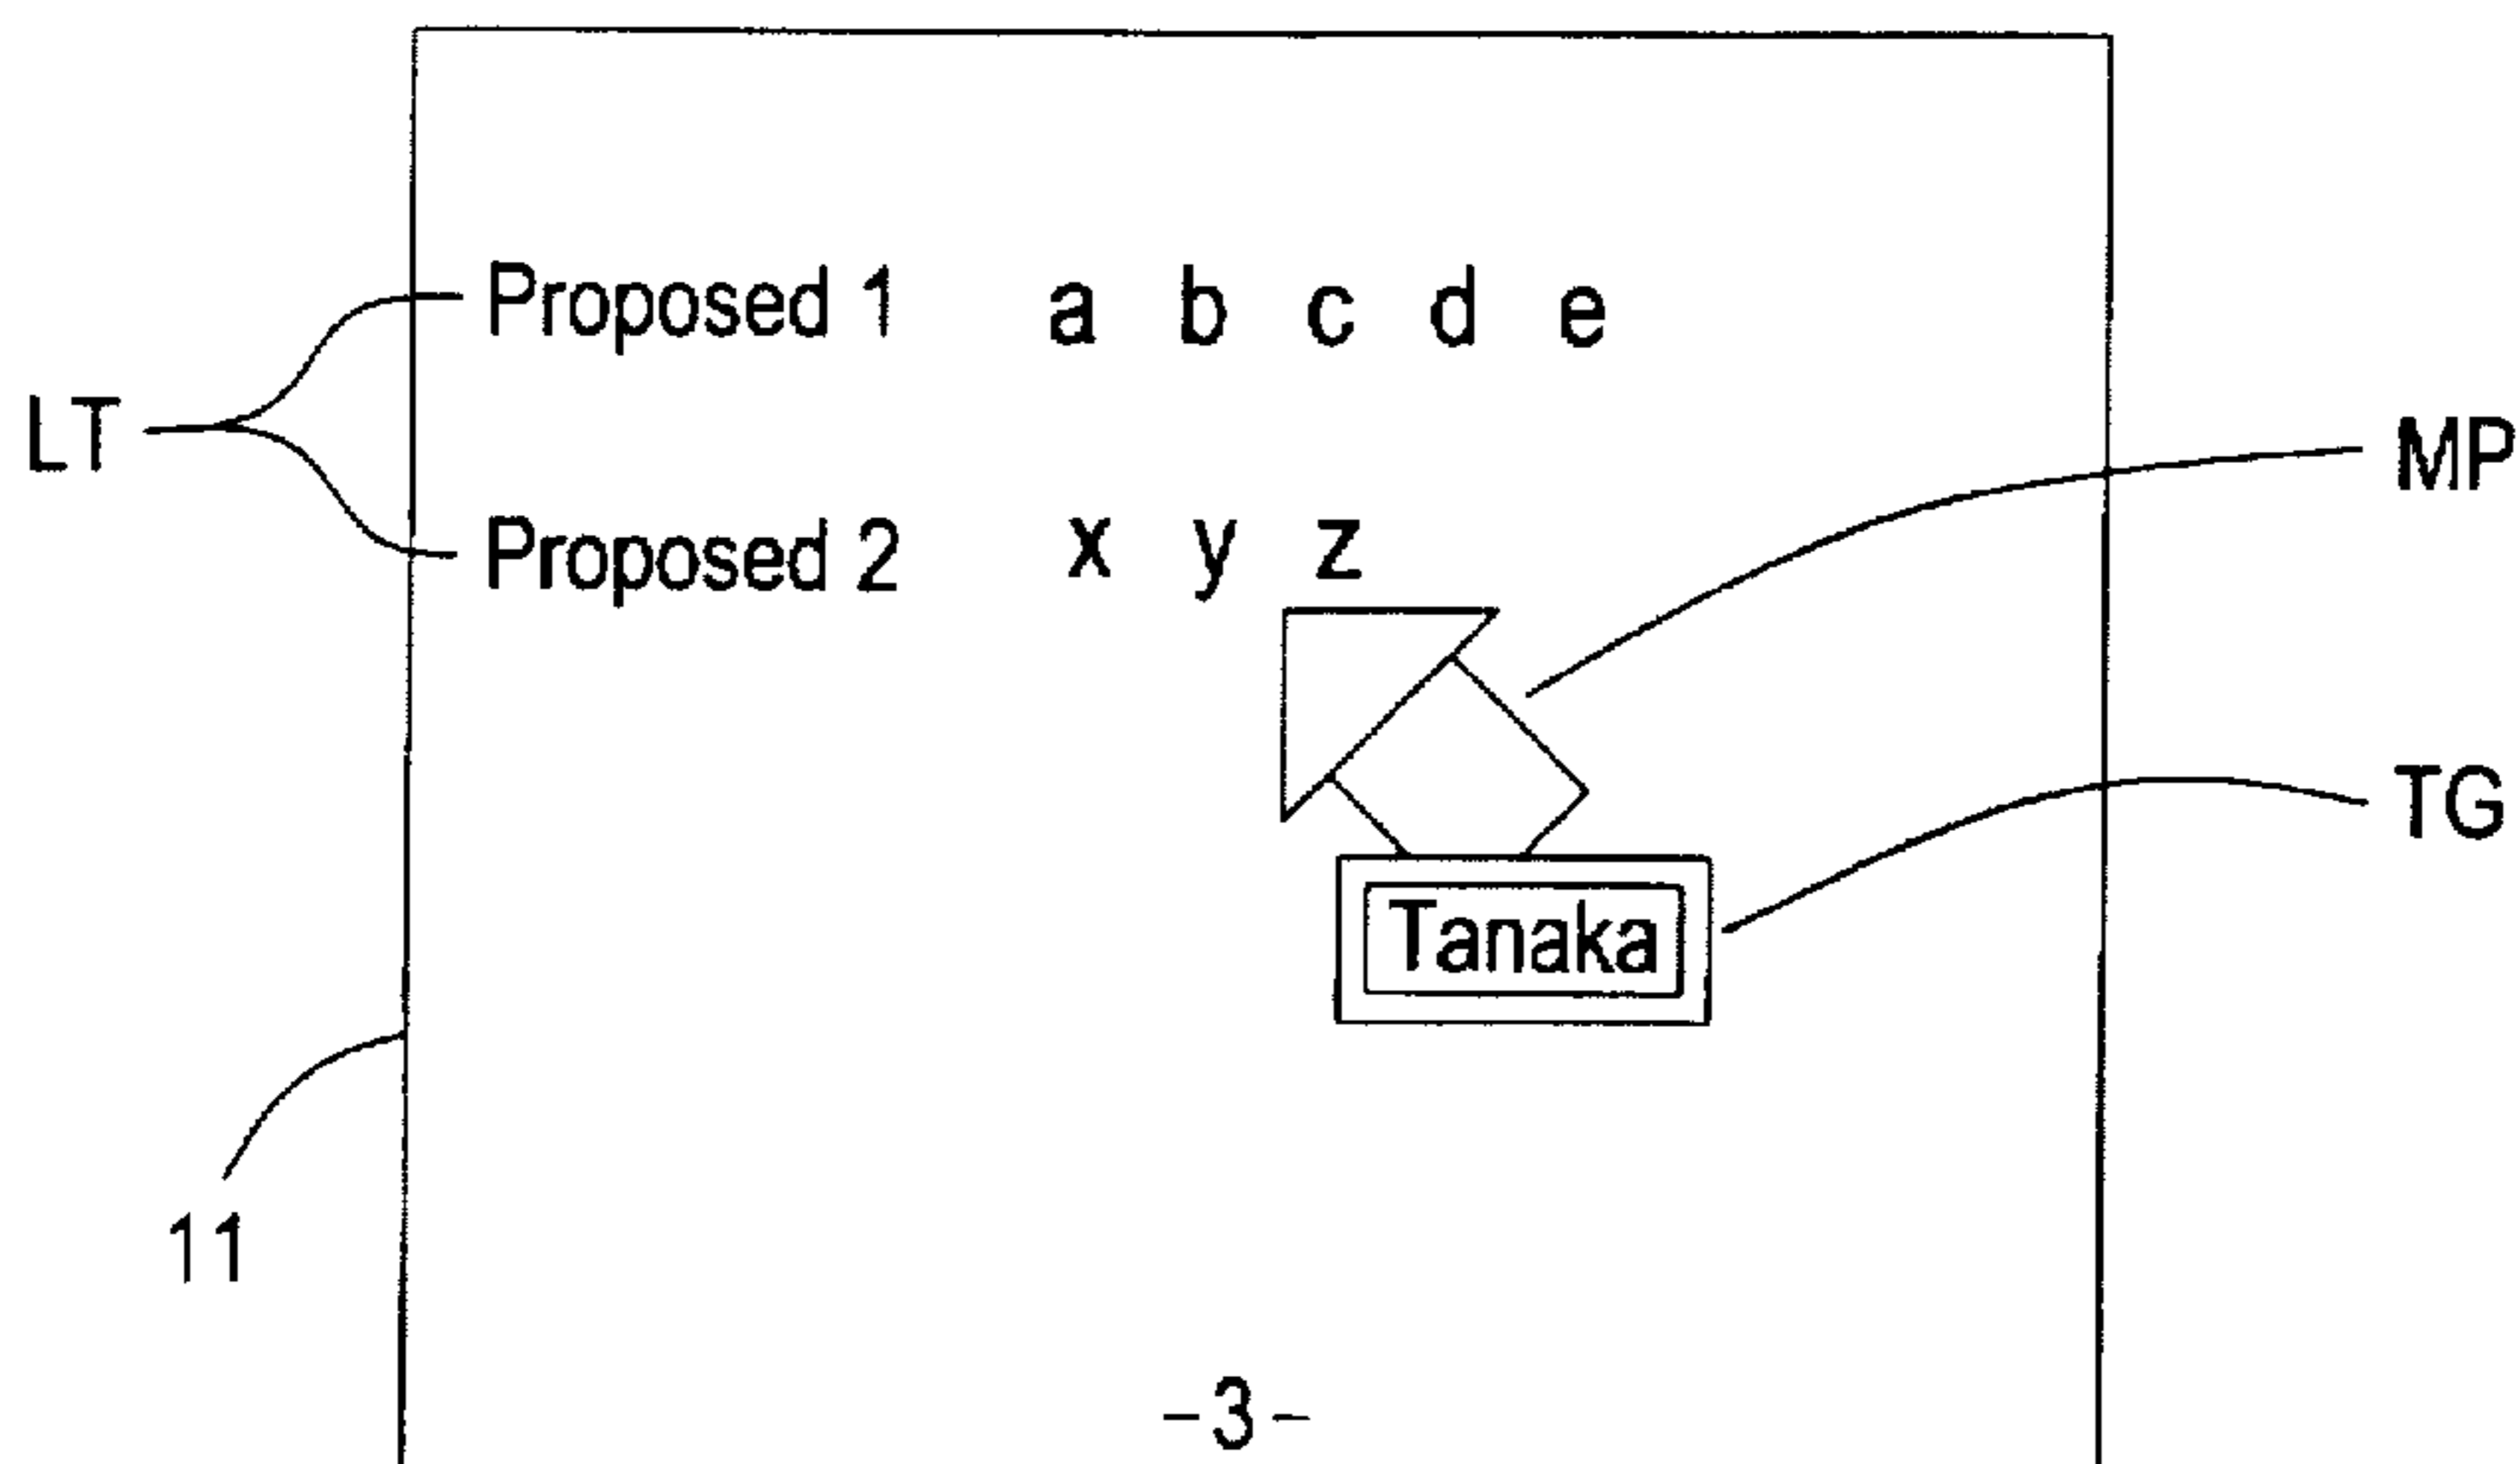 Proposed 1 a b c d e
LT
MP
Proposed 2 x y z
TG
Tanaka
11
-3-